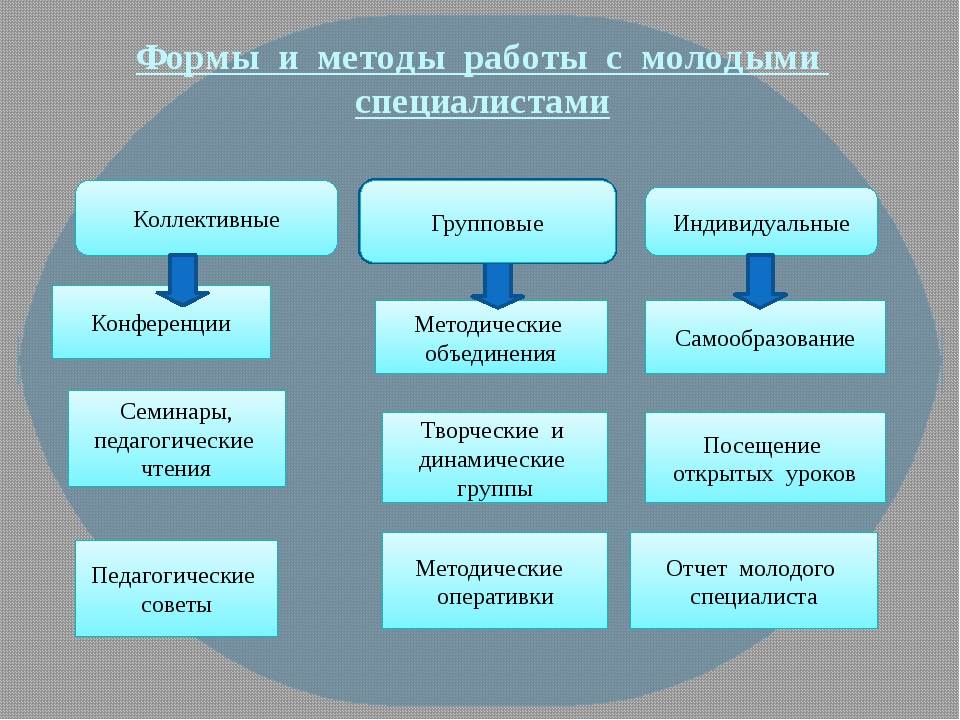 Формы и методы работы с молодыми
специалистами
Коллективные
Групповые
Индивидуальные
Конференции
Методические
объединения
Самообразование
Семинары,
педагогические
чтения
Творческие и
динамические
группы
Посещение
открытых уроков
Педагогические
советы
Методические
оперативки
Отчет молодого
специалиста